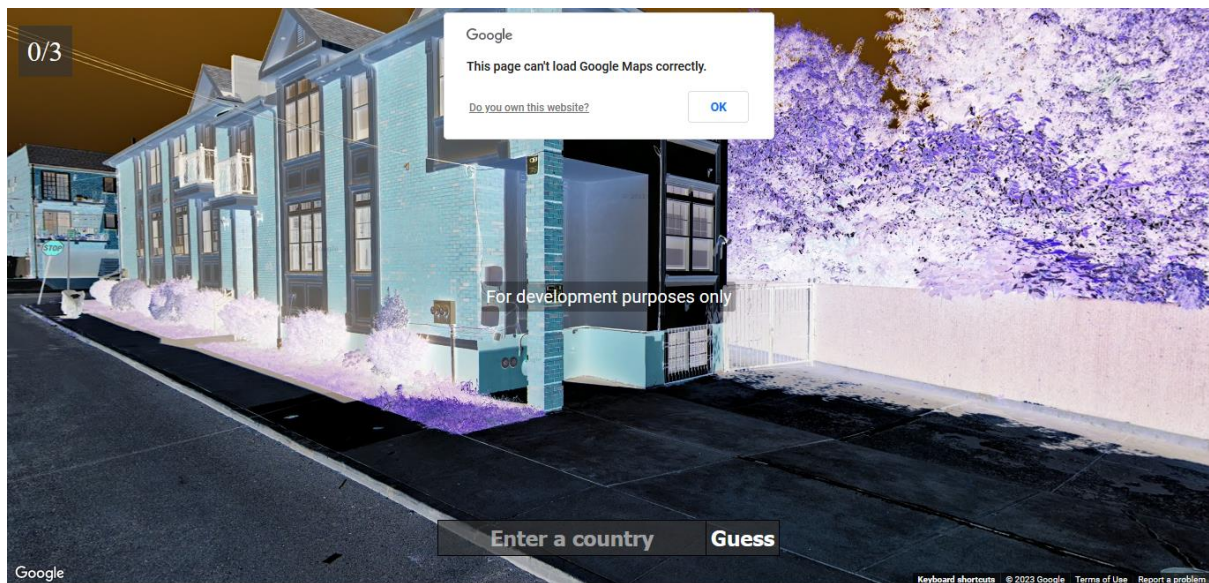 0/3
Google
This page can't load Google Maps correctly.
Do you own this website?
OK
STOP
For development purposes only
Enter a country
Guess
Google
Keyboard shortcuts
© 2023 Google
Terms of Use
Report a problem